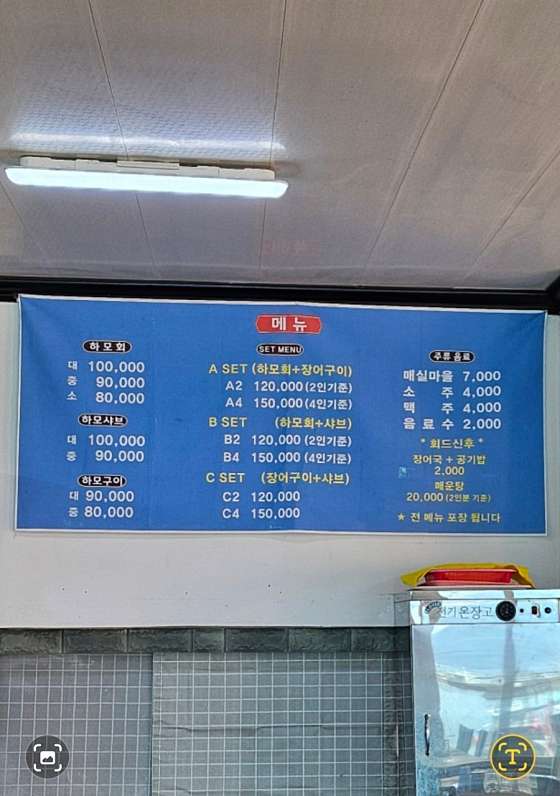 메뉴
하모회
대 100,000
중 90,000
소 80,000
하모샤브
대 100,000
중 90,000
하모구이
대 90,000
중 80,000
SET MENU
A SET (하모회+장어구이)
A2 120,000 (2인기준)
A4 150,000 (4인기준)
B SET (하모회+샤브)
B2 120,000 (2인기준)
B4 150,000 (4인기준)
C SET (장어구이+샤브)
C2 120,000
C4 150,000
주류음료
매실마을 7,000
소 주 4,000
맥 주 4,000
음료수 2,000
* 회드신후 *
장어국 + 공기밥
2,000
매운탕
20,000 (2인분 기준)
★ 전 메뉴 포장 됩니다
전기온장고
T